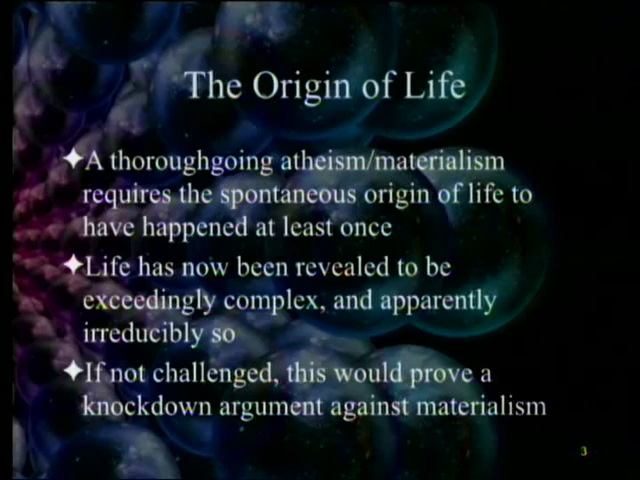 The Origin of Life
✦A thoroughgoing atheism/materialism
requires the spontaneous origin of life to
have happened at least once
✦Life has now been revealed to be
exceedingly complex, and apparently
irreducibly so
✦If not challenged, this would prove a
knockdown argument against materialism
3